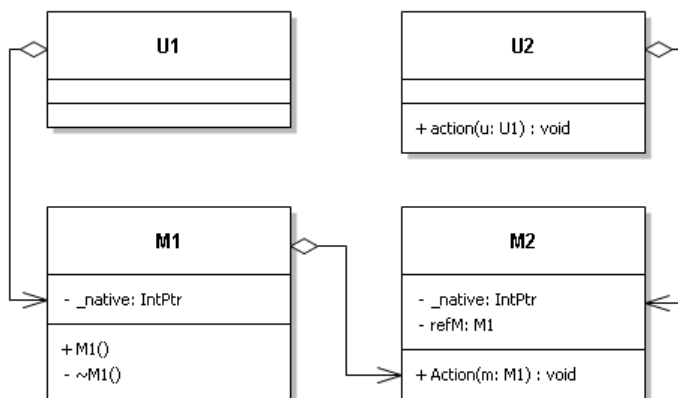 U1
U2
+ action(u: U1) : void
M1
- _native: IntPtr
+ M1()
- ~M1()
M2
- _native: IntPtr
- refM: M1
+ Action(m: M1) : void